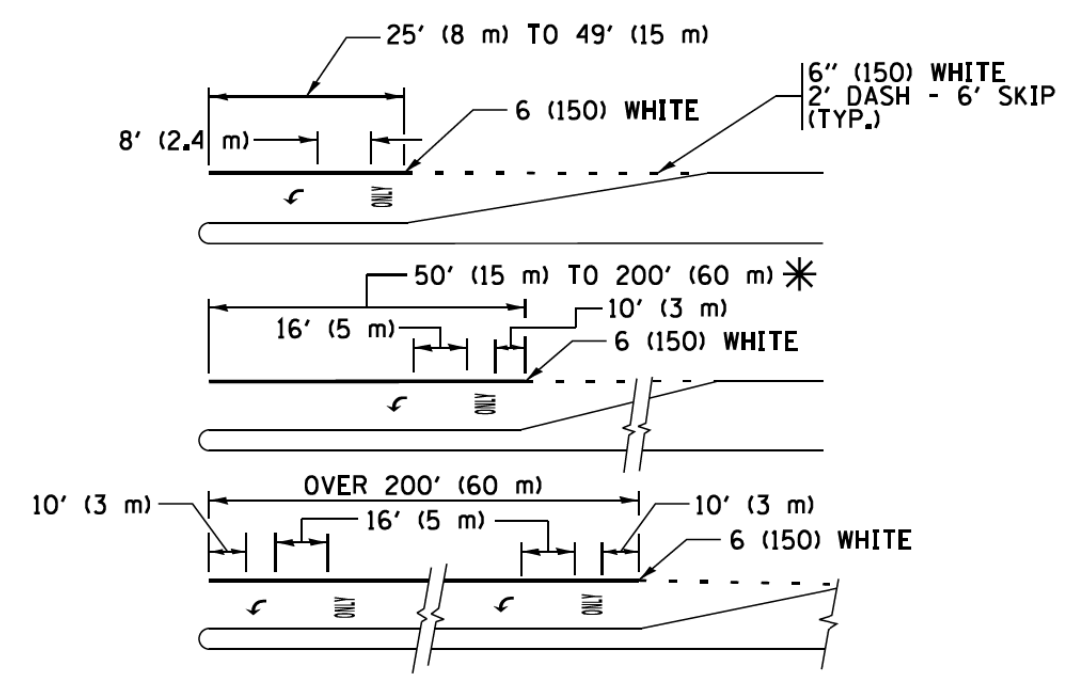 25' (8 m) TO 49' (15 m)
6'' (150) WHITE
2' DASH - 6' SKIP
(TYP.)
6 (150) WHITE
8' (2.4 m)
ONLY
50' (15 m) TO 200' (60 m) *
10' (3 m)
16' (5 m)
6 (150) WHITE
ONLY
OVER 200' (60 m)
10' (3 m)
16' (5 m)
10' (3 m)
6 (150) WHITE
ONLY
ONLY